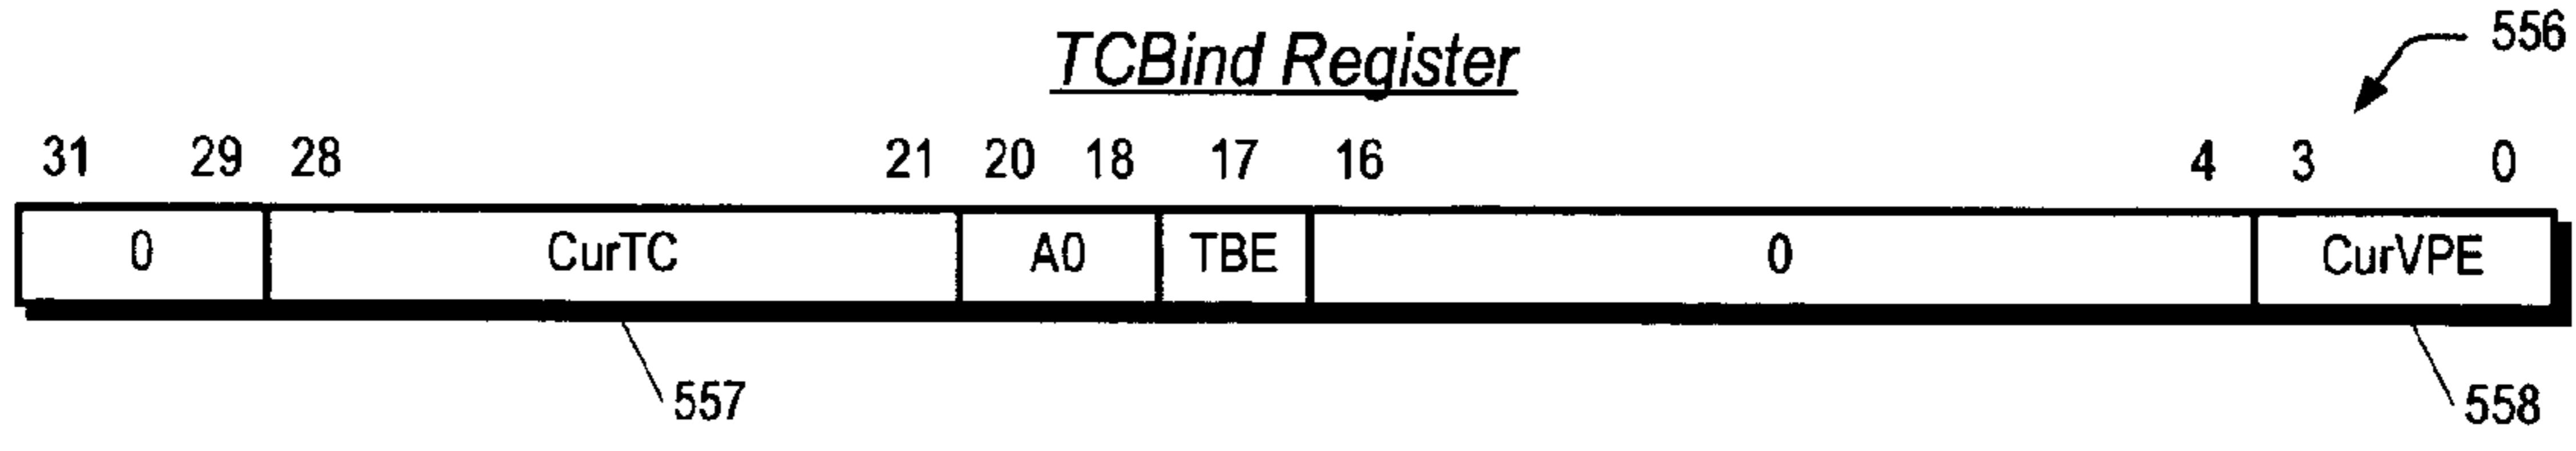 TCBind Register
556
31 29 28 21 20 18 17 16 4 3 0
0 CurTC A0 TBE 0 CurVPE
557 558